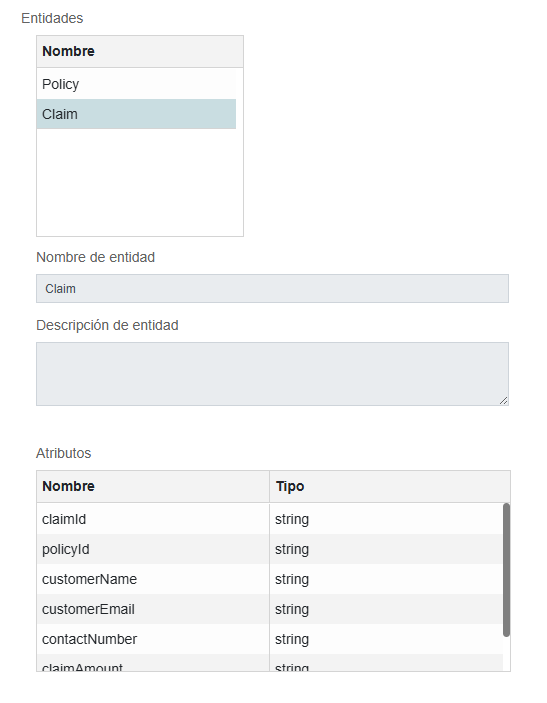 Entidades
Nombre
Policy
Claim
Nombre de entidad
Claim
Descripción de entidad
Atributos
Nombre Tipo
claimId string
policyId string
customerName string
customerEmail string
contactNumber string
claimAmount string